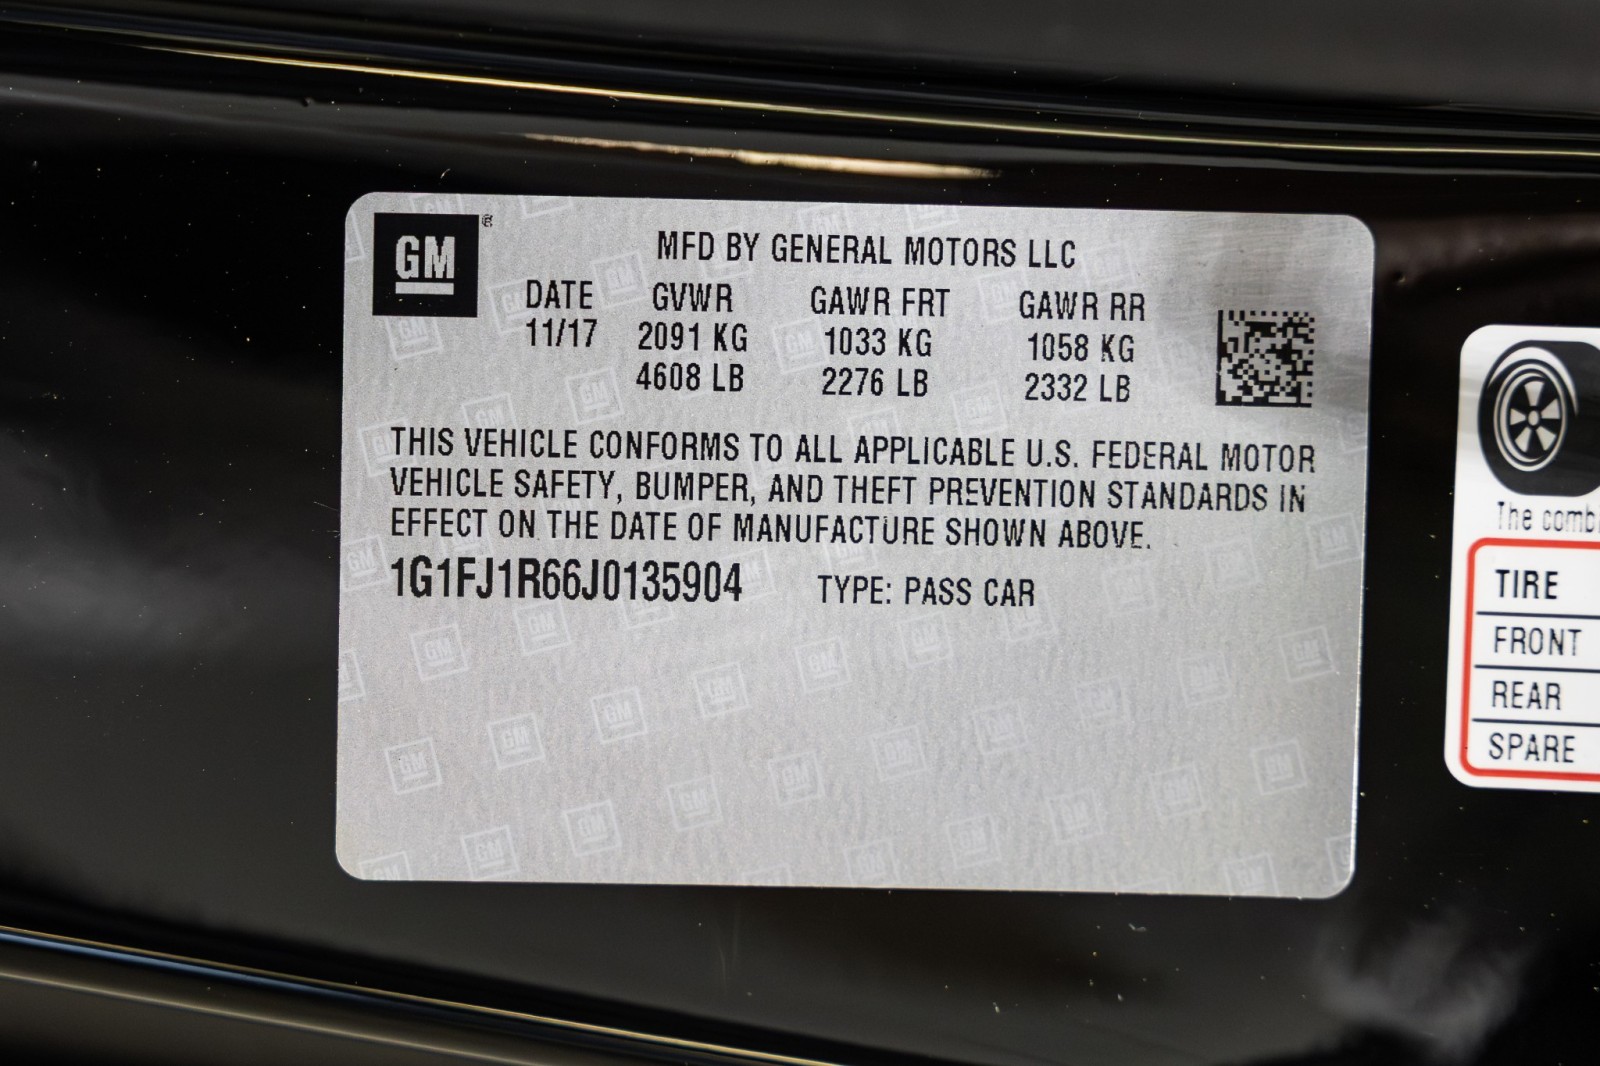 GM ®
MFD BY GENERAL MOTORS LLC
DATE GVWR GAWR FRT GAWR RR
11/17 2091 KG 1033 KG 1058 KG
4608 LB 2276 LB 2332 LB
THIS VEHICLE CONFORMS TO ALL APPLICABLE U.S. FEDERAL MOTOR
VEHICLE SAFETY, BUMPER, AND THEFT PREVENTION STANDARDS IN
EFFECT ON THE DATE OF MANUFACTURE SHOWN ABOVE.
1G1FJ1R66J0135904 TYPE: PASS CAR
The combi
TIRE
FRONT
REAR
SPARE